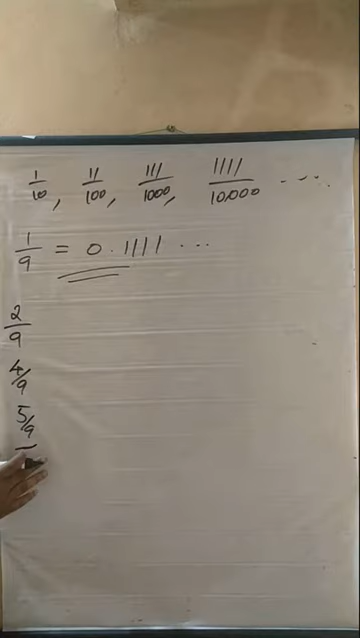 1/10, 11/100, 111/1000, 1111/10,000 ....
1/9 = 0.1111 ...
2/9
4/9
5/9